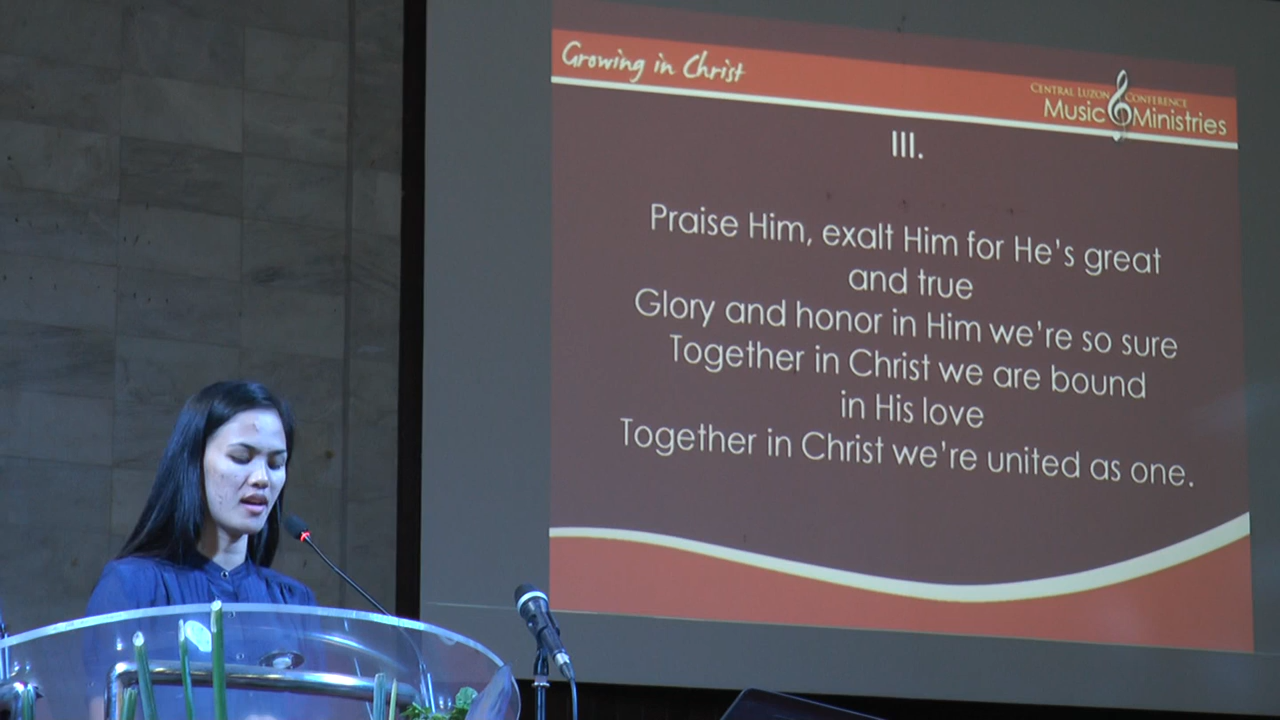 Growing in Christ
CENTRAL LUZON CONFERENCE
Music Ministries
III.
Praise Him, exalt Him for He's great
and true
Glory and honor in Him we're so sure
Together in Christ we are bound
in His love
Together in Christ we're united as one.